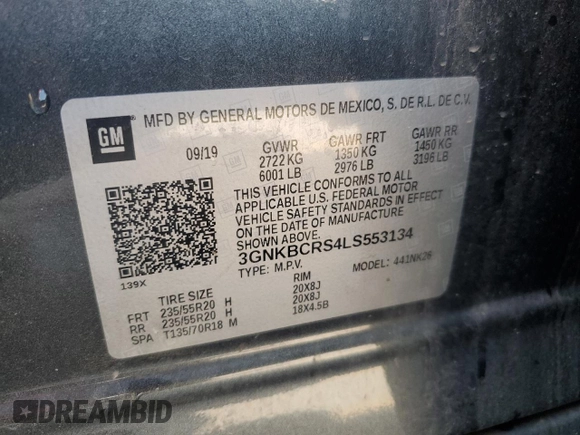 GM
MFD BY GENERAL MOTORS DE MEXICO, S. DE R.L. DE C.V.
09/19 GVWR GAWR FRT GAWR RR
2722 KG 1350 KG 1450 KG
6001 LB 2976 LB 3196 LB
THIS VEHICLE CONFORMS TO ALL
APPLICABLE U.S. FEDERAL MOTOR
VEHICLE SAFETY STANDARDS IN EFFECT
ON THE DATE OF MANUFACTURE
SHOWN ABOVE.
3GNKBCRS4LS553134
139X TYPE: M.P.V. MODEL: 441NK26
TIRE SIZE RIM
FRT 235/55R20 H 20X8J
RR 235/55R20 H 20X8J
SPA T135/70R18 M 18X4.5B
DREAMBID